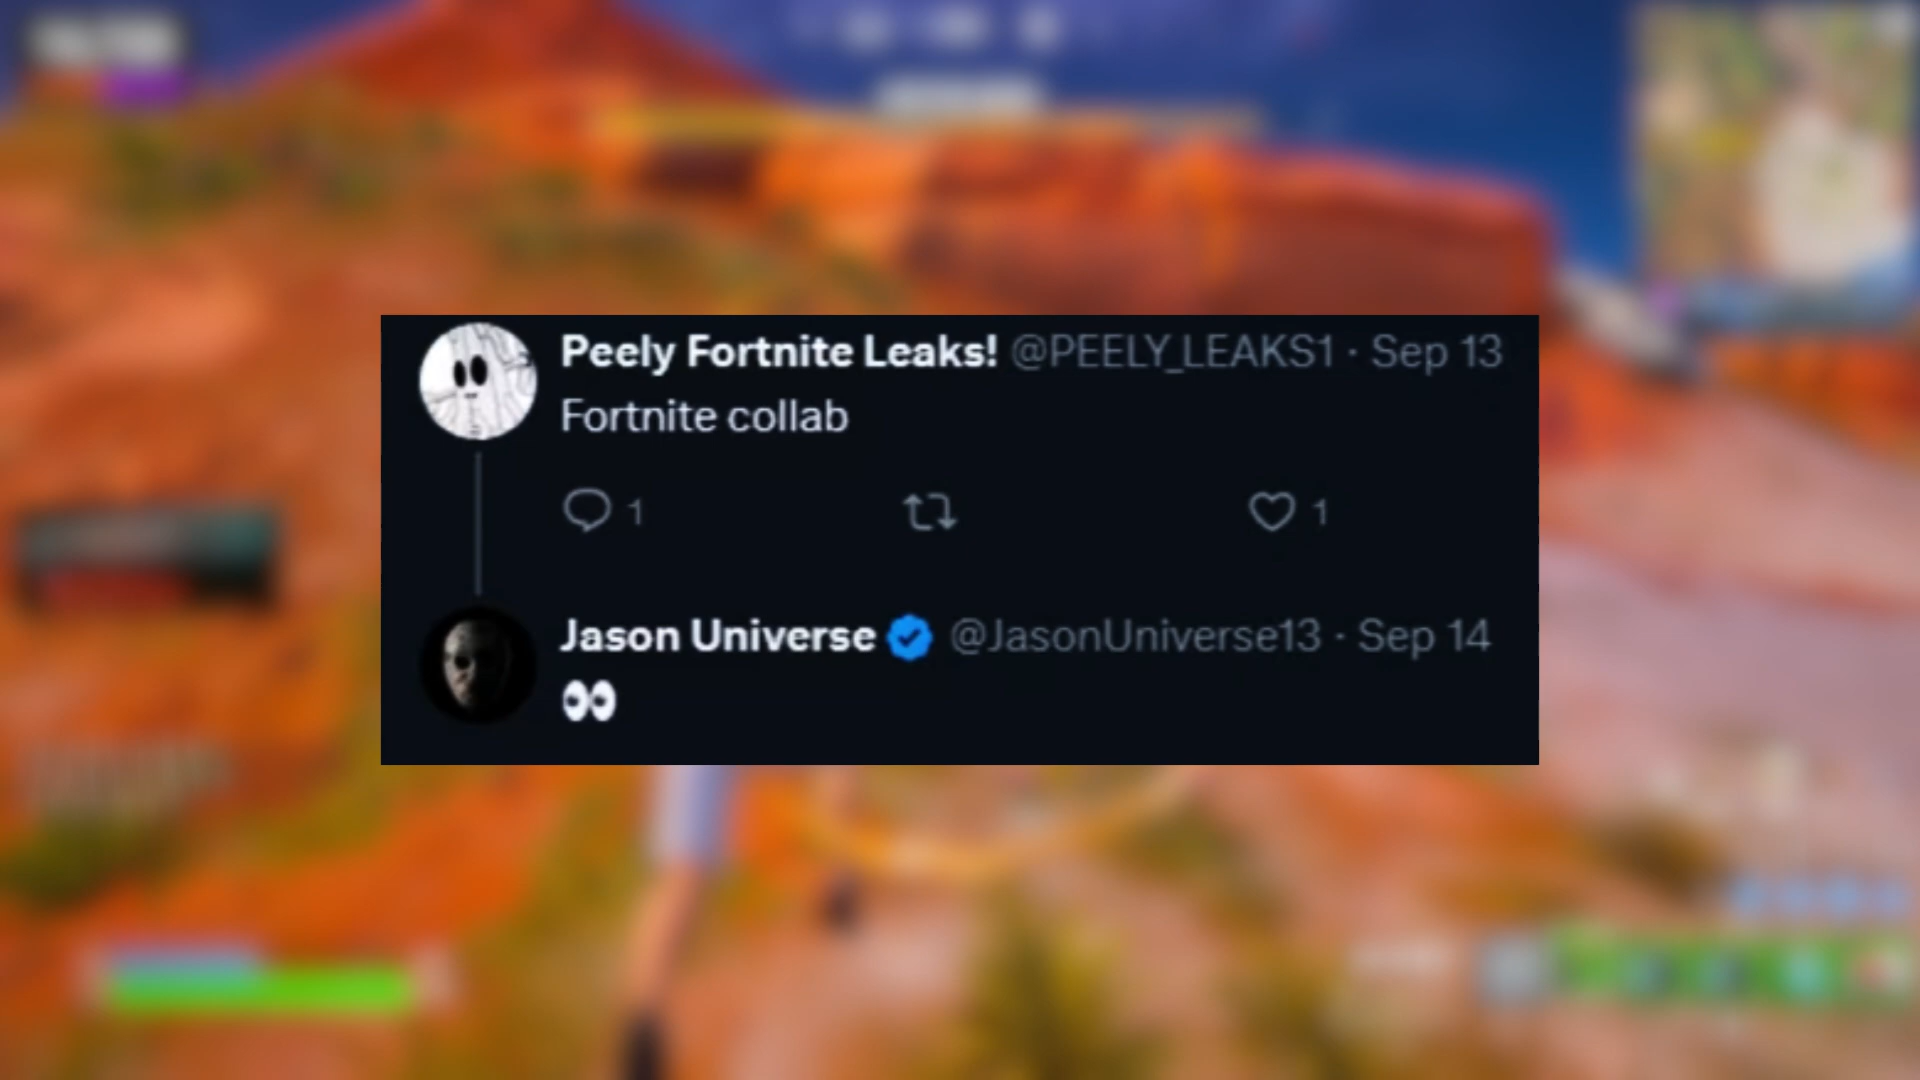 Peely Fortnite Leaks! @PEELY_LEAKS1 · Sep 13
Fortnite collab
1 1
Jason Universe @JasonUniverse13 · Sep 14
👀